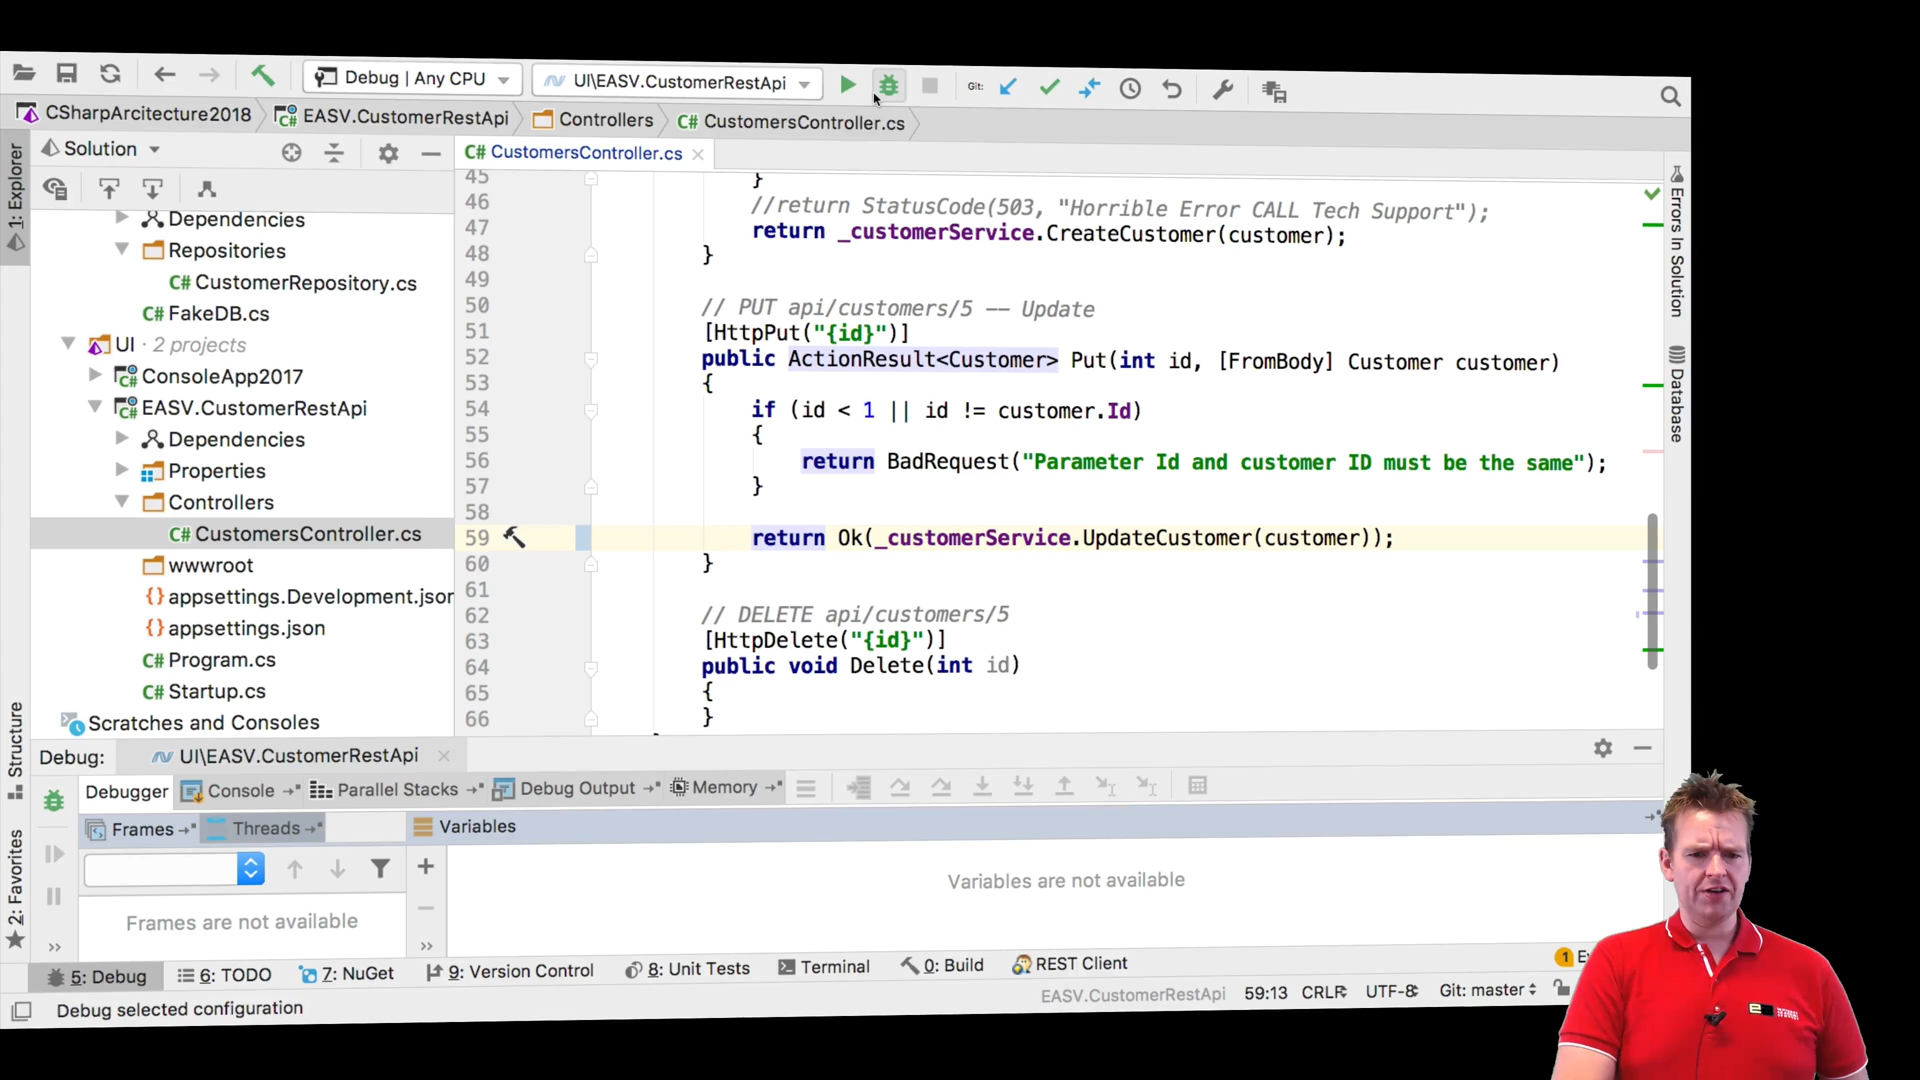 Debug | Any CPU
UI\EASV.CustomerRestApi
Git:
CSharpArcitecture2018
EASV.CustomerRestApi
Controllers
C# CustomersController.cs
1: Explorer
Solution
C# CustomersController.cs
Dependencies
Repositories
C# CustomerRepository.cs
C# FakeDB.cs
UI · 2 projects
ConsoleApp2017
EASV.CustomerRestApi
Dependencies
Properties
Controllers
C# CustomersController.cs
wwwroot
{} appsettings.Development.json
{} appsettings.json
C# Program.cs
C# Startup.cs
Scratches and Consoles
45 }
46 //return StatusCode(503, "Horrible Error CALL Tech Support");
47 return _customerService.CreateCustomer(customer);
48 }
49
50 // PUT api/customers/5 -- Update
51 [HttpPut("{id}")]
52 public ActionResult<Customer> Put(int id, [FromBody] Customer customer)
53 {
54 if (id < 1 || id != customer.Id)
55 {
56 return BadRequest("Parameter Id and customer ID must be the same");
57 }
58
59 return Ok(_customerService.UpdateCustomer(customer));
60 }
61
62 // DELETE api/customers/5
63 [HttpDelete("{id}")]
64 public void Delete(int id)
65 {
66 }
Errors In Solution
Database
Structure
2: Favorites
Debug: UI\EASV.CustomerRestApi
Debugger Console Parallel Stacks Debug Output Memory
Frames Threads Variables
Frames are not available
Variables are not available
5: Debug 6: TODO 7: NuGet 9: Version Control 8: Unit Tests Terminal 0: Build REST Client 1 E
Debug selected configuration EASV.CustomerRestApi 59:13 CRLF UTF-8 Git: master